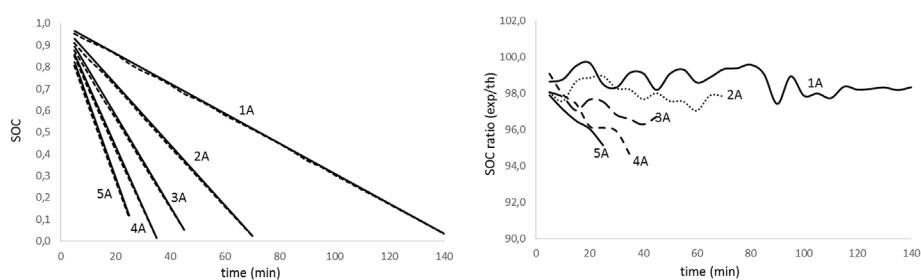 1,0
0,9
0,8
0,7
0,6
0,5
0,4
0,3
0,2
0,1
0,0
SOC
1A
2A
3A
5A
4A
0 20 40 60 80 100 120 140
time (min)
102,0
100,0
98,0
96,0
94,0
92,0
90,0
SOC ratio (exp/th)
1A
2A
3A
5A
4A
0 20 40 60 80 100 120 140
time (min)